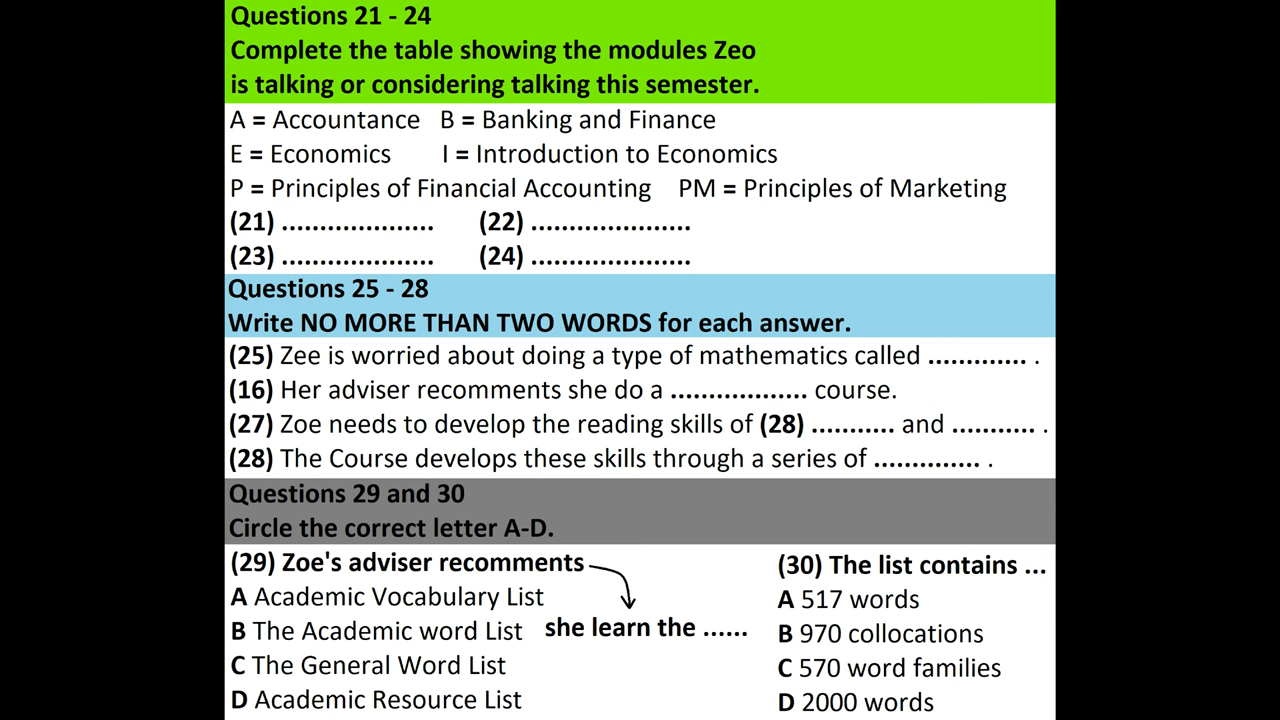 Questions 21 - 24
Complete the table showing the modules Zeo
is talking or considering talking this semester.
A = Accountance B = Banking and Finance
E = Economics I = Introduction to Economics
P = Principles of Financial Accounting PM = Principles of Marketing
(21) .................... (22) .....................
(23) .................... (24) .....................
Questions 25 - 28
Write NO MORE THAN TWO WORDS for each answer.
(25) Zee is worried about doing a type of mathematics called ............. .
(16) Her adviser recomments she do a .................. course.
(27) Zoe needs to develop the reading skills of (28) ........... and ........... .
(28) The Course develops these skills through a series of .............. .
Questions 29 and 30
Circle the correct letter A-D.
(29) Zoe's adviser recomments
she learn the ......
A Academic Vocabulary List
B The Academic word List
C The General Word List
D Academic Resource List
(30) The list contains ...
A 517 words
B 970 collocations
C 570 word families
D 2000 words